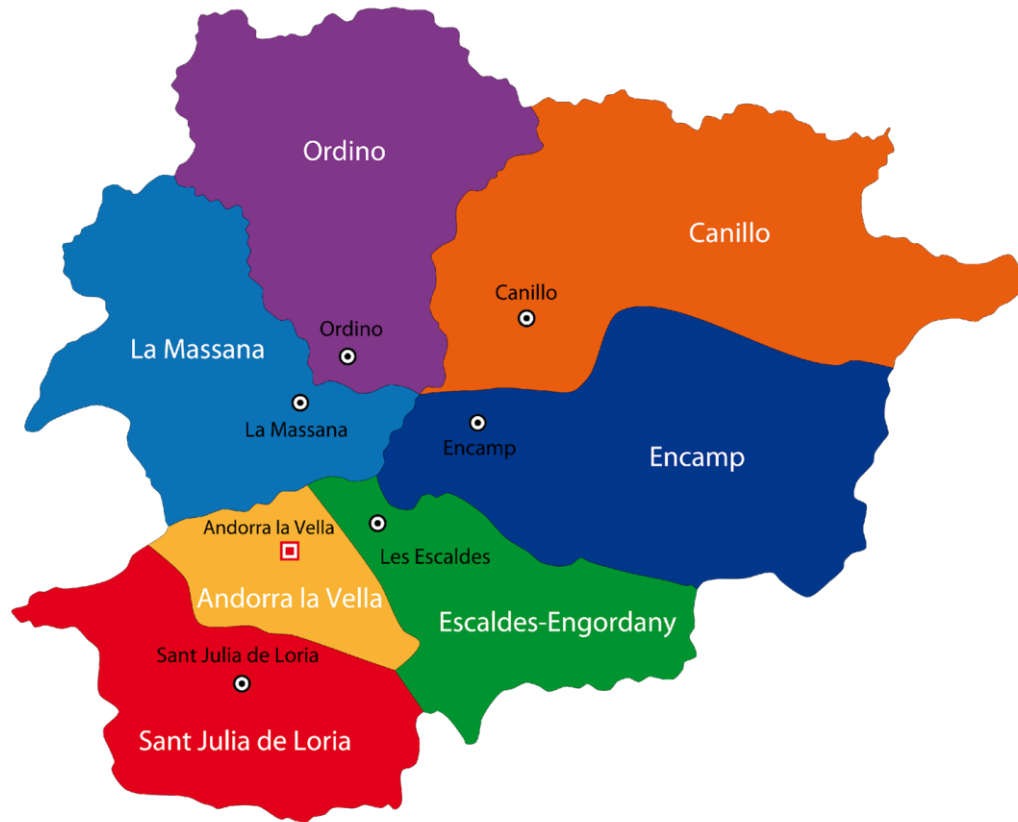 Ordino
Canillo
Canillo
Ordino
La Massana
La Massana
Encamp
Encamp
Andorra la Vella
Les Escaldes
Andorra la Vella
Escaldes-Engordany
Sant Julia de Loria
Sant Julia de Loria